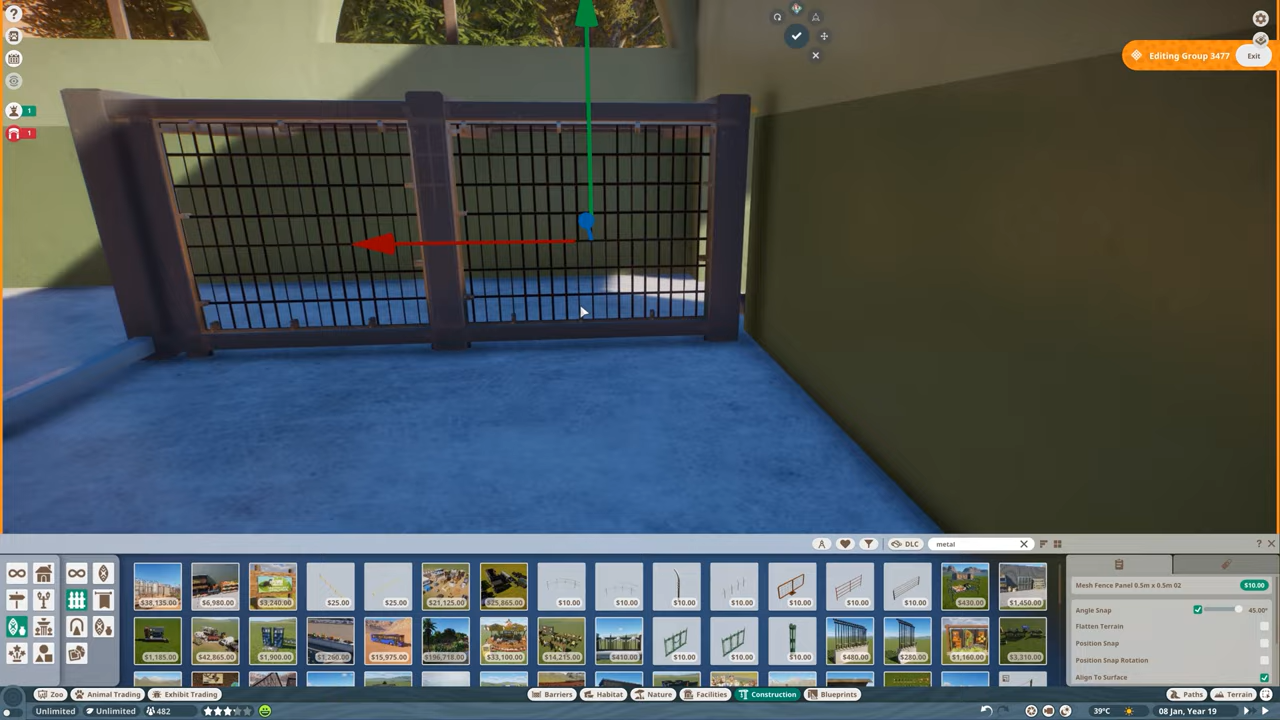 ?
1
1
Editing Group 3477
Exit
A
DLC
metal
?
$38,135.00
$6,980.00
$3,240.00
$25.00
$25.00
$21,125.00
$25,865.00
$10.00
$10.00
$10.00
$10.00
$10.00
$10.00
$10.00
$430.00
$1,450.00
$1,185.00
$42,865.00
$1,900.00
$1,260.00
$15,975.00
$196,718.00
$33,100.00
$14,215.00
$410.00
$10.00
$10.00
$10.00
$480.00
$280.00
$1,160.00
$3,310.00
Mesh Fence Panel 0.5m x 0.5m 02
$10.00
Angle Snap
45.00°
Flatten Terrain
Position Snap
Position Snap Rotation
Align To Surface
Zoo
Animal Trading
Exhibit Trading
Barriers
Habitat
Nature
Facilities
Construction
Blueprints
Paths
Terrain
Unlimited
Unlimited
482
39°C
08 Jan, Year 19